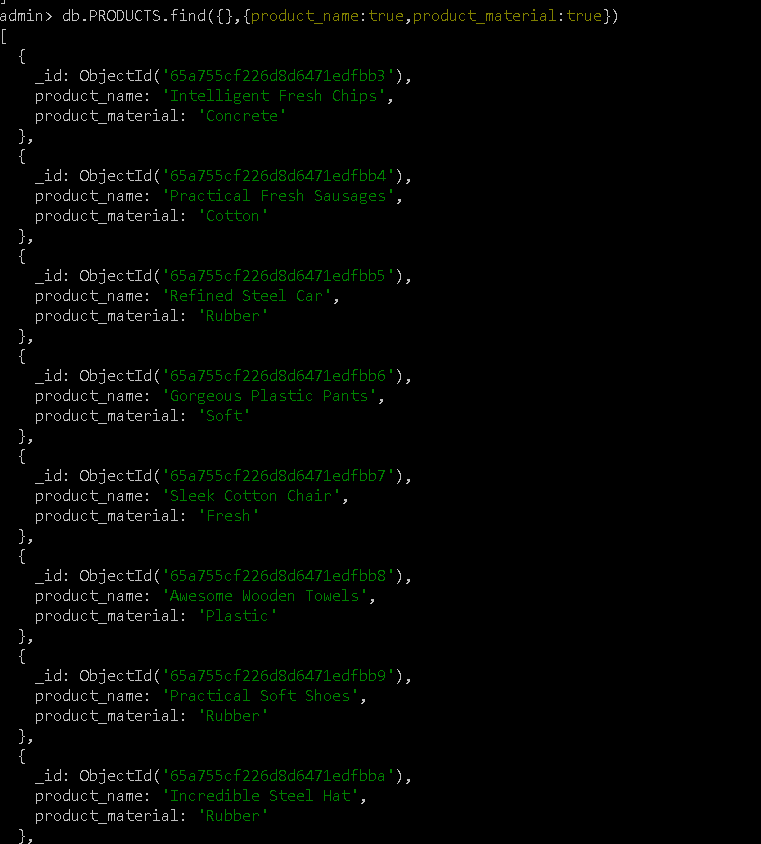 ]
admin> db.PRODUCTS.find({},{product_name:true,product_material:true})
[
  {
    _id: ObjectId('65a755cf226d8d6471edfbb3'),
    product_name: 'Intelligent Fresh Chips',
    product_material: 'Concrete'
  },
  {
    _id: ObjectId('65a755cf226d8d6471edfbb4'),
    product_name: 'Practical Fresh Sausages',
    product_material: 'Cotton'
  },
  {
    _id: ObjectId('65a755cf226d8d6471edfbb5'),
    product_name: 'Refined Steel Car',
    product_material: 'Rubber'
  },
  {
    _id: ObjectId('65a755cf226d8d6471edfbb6'),
    product_name: 'Gorgeous Plastic Pants',
    product_material: 'Soft'
  },
  {
    _id: ObjectId('65a755cf226d8d6471edfbb7'),
    product_name: 'Sleek Cotton Chair',
    product_material: 'Fresh'
  },
  {
    _id: ObjectId('65a755cf226d8d6471edfbb8'),
    product_name: 'Awesome Wooden Towels',
    product_material: 'Plastic'
  },
  {
    _id: ObjectId('65a755cf226d8d6471edfbb9'),
    product_name: 'Practical Soft Shoes',
    product_material: 'Rubber'
  },
  {
    _id: ObjectId('65a755cf226d8d6471edfbba'),
    product_name: 'Incredible Steel Hat',
    product_material: 'Rubber'
  },